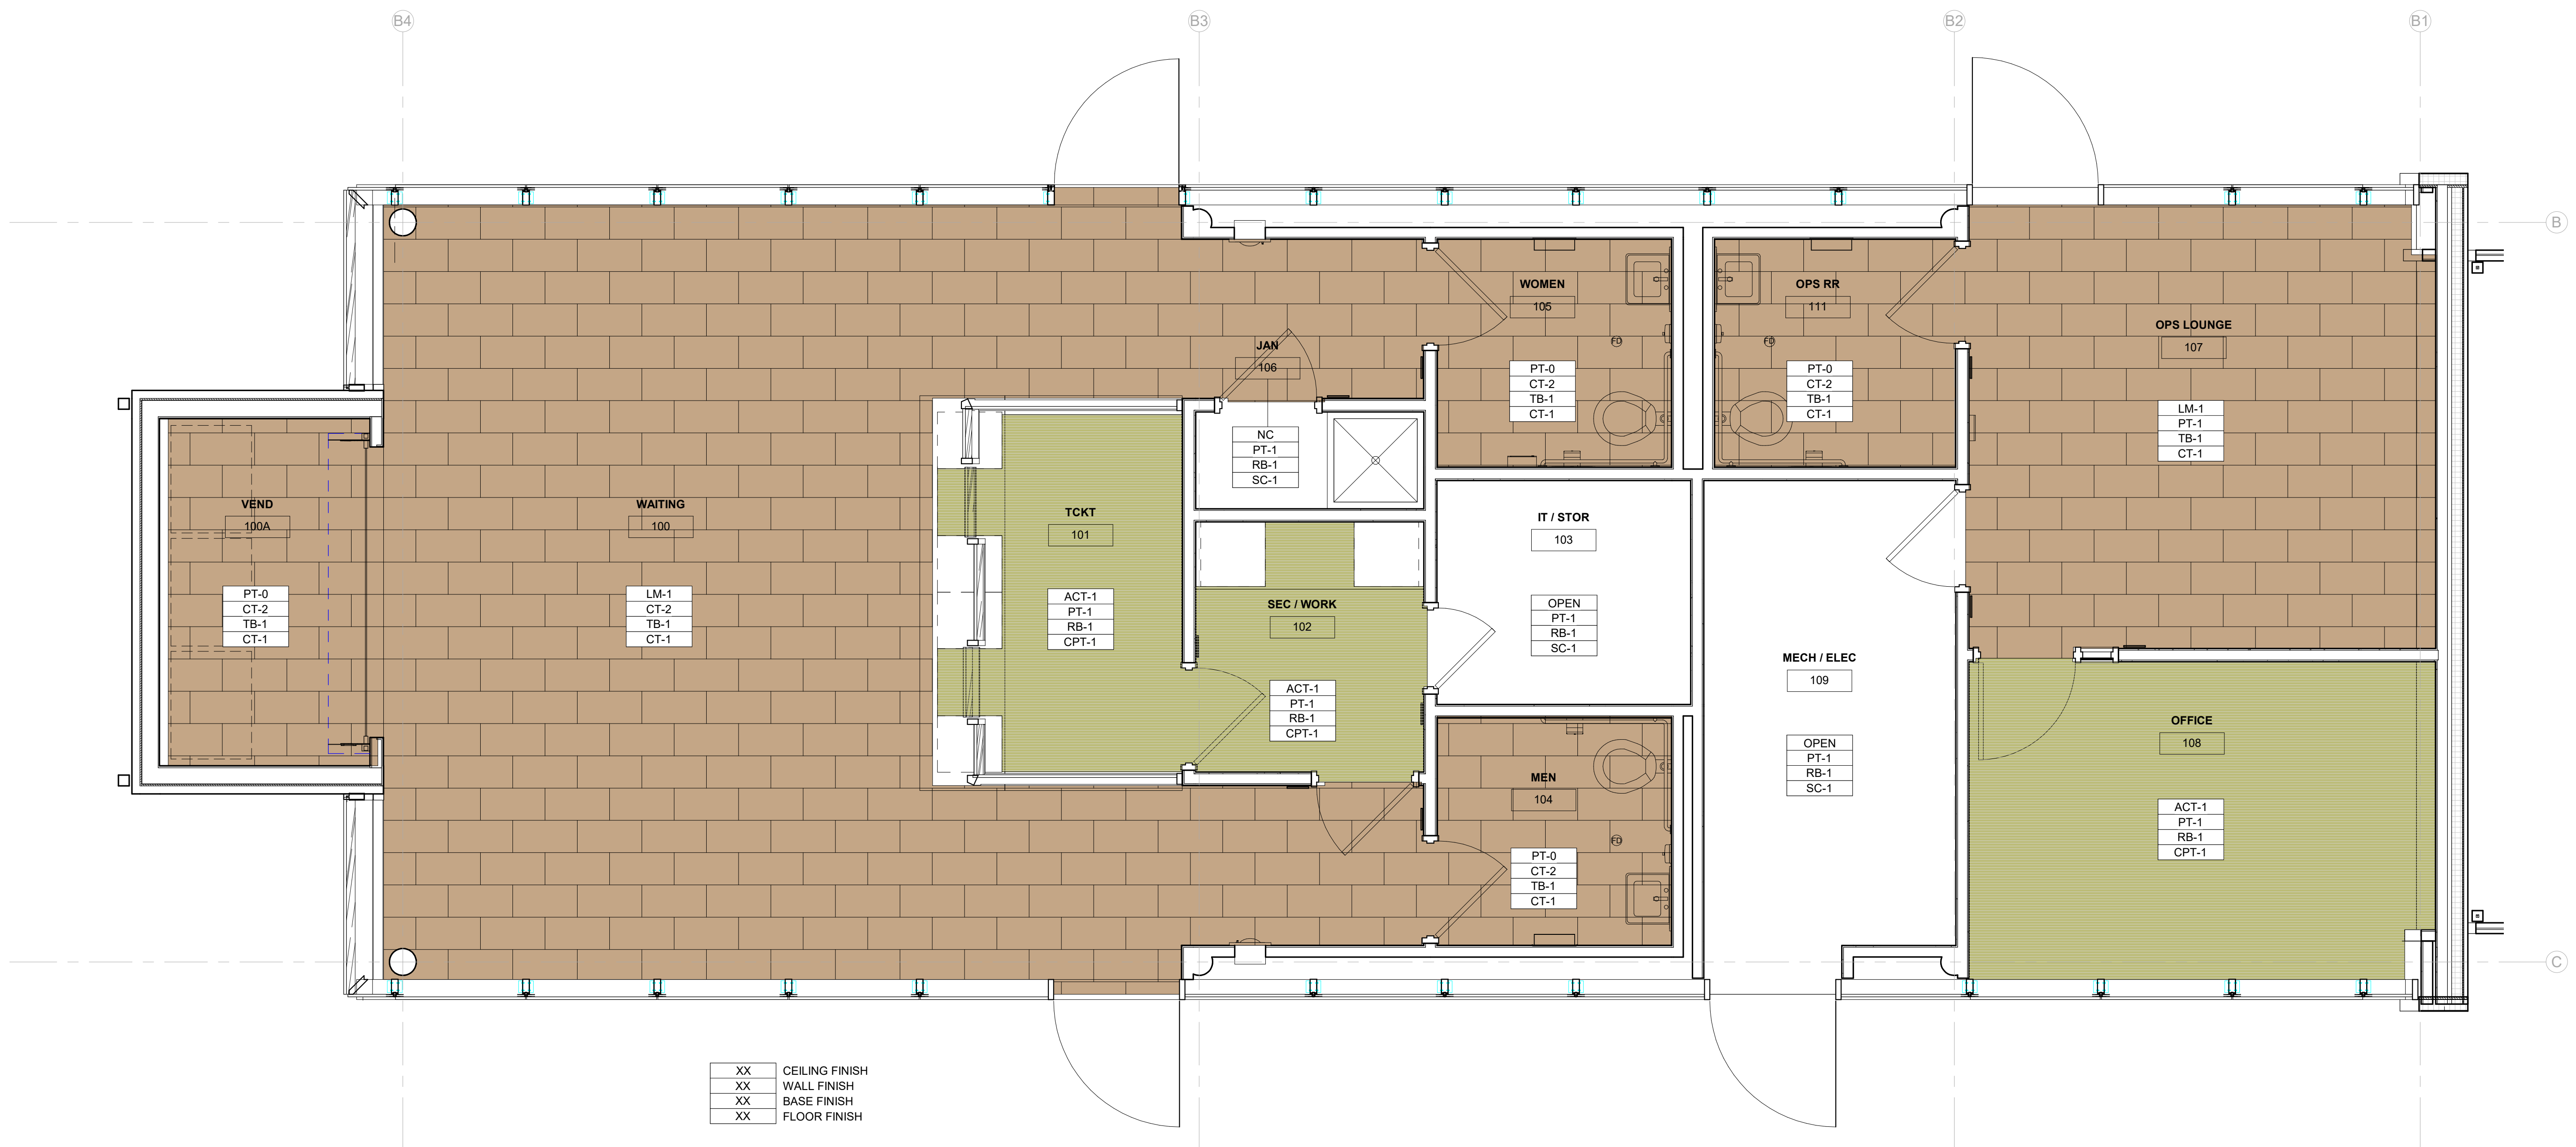 B4
B3
B2
B1
B
WOMEN
105
OPS RR
111
OPS LOUNGE
107
JAN
106
PT-0
CT-2
TB-1
CT-1
PT-0
CT-2
TB-1
CT-1
FD
FD
LM-1
PT-1
TB-1
CT-1
NC
PT-1
RB-1
SC-1
VEND
100A
WAITING
100
TCKT
101
IT / STOR
103
PT-0
CT-2
TB-1
CT-1
LM-1
CT-2
TB-1
CT-1
ACT-1
PT-1
RB-1
CPT-1
SEC / WORK
102
OPEN
PT-1
RB-1
SC-1
MECH / ELEC
109
ACT-1
PT-1
RB-1
CPT-1
OFFICE
108
MEN
104
OPEN
PT-1
RB-1
SC-1
ACT-1
PT-1
RB-1
CPT-1
FD
PT-0
CT-2
TB-1
CT-1
C
XX CEILING FINISH
XX WALL FINISH
XX BASE FINISH
XX FLOOR FINISH